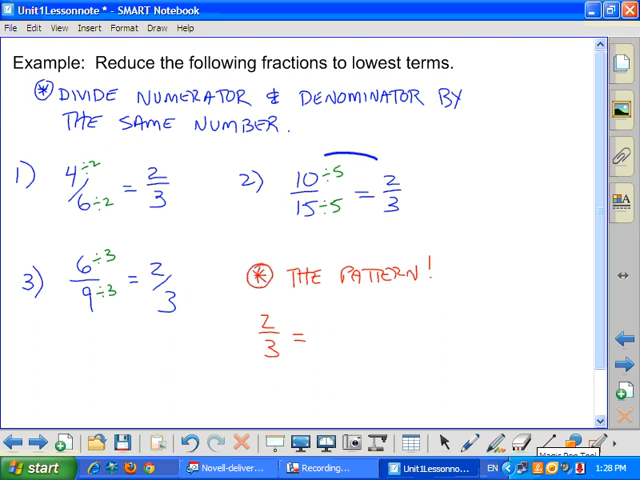 Unit1Lessonnote * - SMART Notebook
File Edit View Insert Format Draw Help
Example: Reduce the following fractions to lowest terms.
* DIVIDE NUMERATOR & DENOMINATOR BY
THE SAME NUMBER.
1) 4÷2/6÷2 = 2/3
2) 10÷5/15÷5 = 2/3
3) 6÷3/9÷3 = 2/3
* THE PATTERN!
2/3 =
Magic Pen Tool
start
Novell-deliver...
Recording...
Unit1Lessonno...
EN
1:28 PM